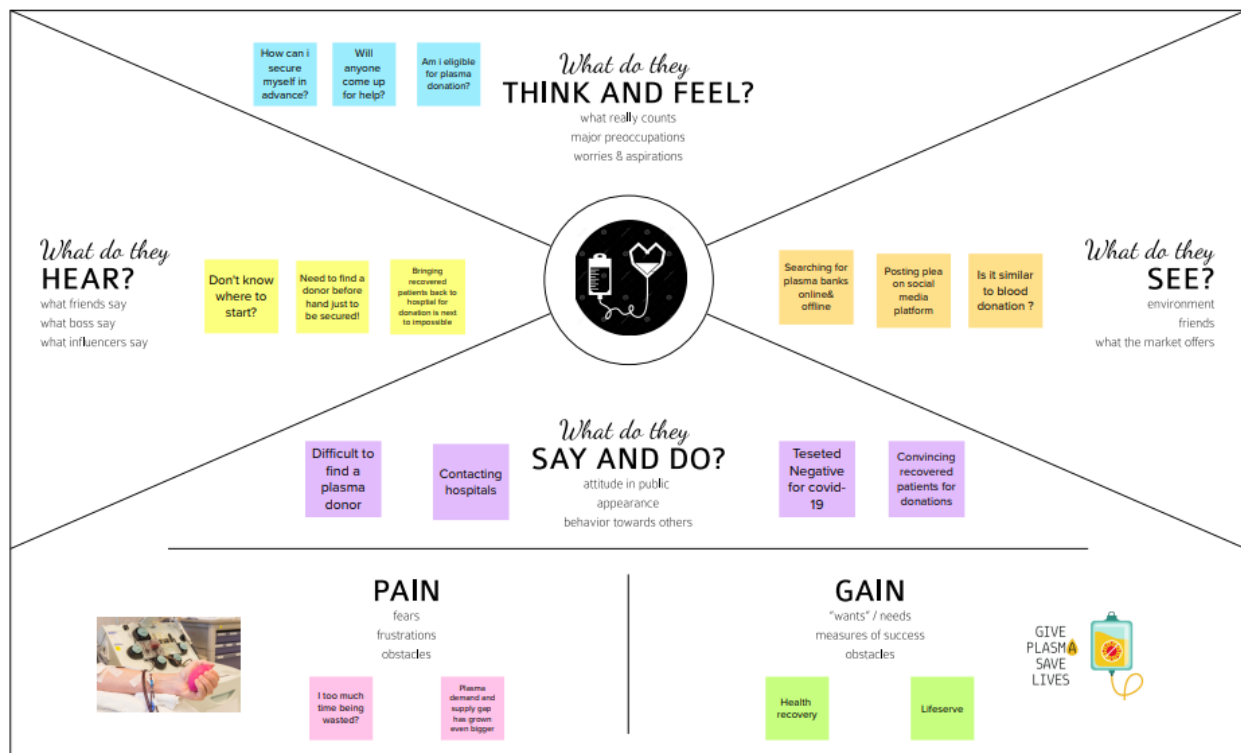 How can i
secure
myself in
advance?
Will
anyone
come up
for help?
Am i eligible
for plasma
donation?
What do they
THINK AND FEEL?
what really counts
major preoccupations
worries & aspirations
What do they
HEAR?
what friends say
what boss say
what influencers say
Don't know
where to
start?
Need to find a
donor before
hand just to
be secured!
Bringing
recovered
patients back to
hosptial for
donation is next
to impossible
Searching for
plasma banks
online&
offline
Posting plea
on social
media
platform
Is it similar
to blood
donation ?
What do they
SEE?
environment
friends
what the market offers
What do they
SAY AND DO?
attitude in public
appearance
behavior towards others
Difficult to
find a
plasma
donor
Contacting
hospitals
Teseted
Negative
for covid-
19
Convincing
recovered
patients for
donations
PAIN
fears
frustrations
obstacles
I too much
time being
wasted?
Plasma
demand and
supply gap
has grown
even bigger
GAIN
"wants" / needs
measures of success
obstacles
Health
recovery
Lifeserve
GIVE
PLASMA
SAVE
LIVES